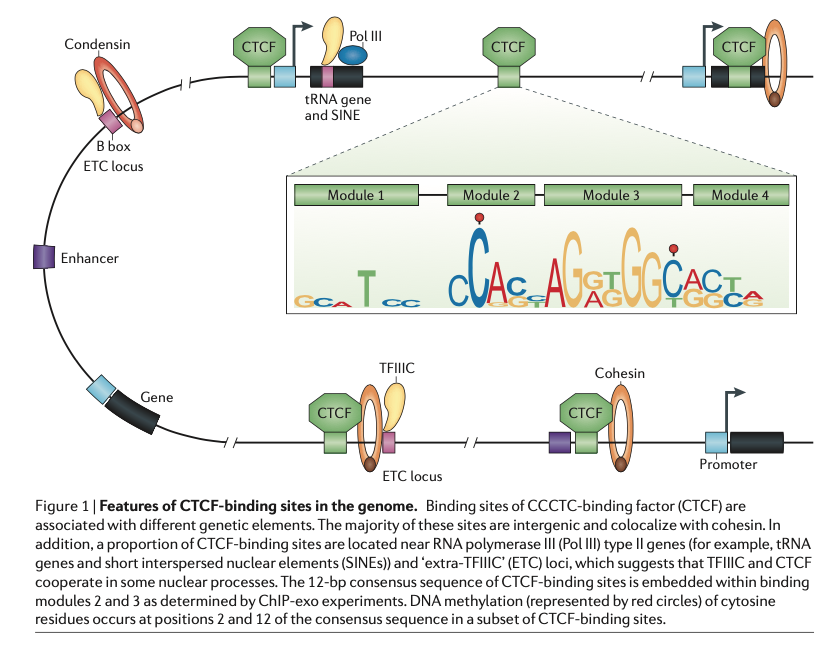 Condensin
CTCF
Pol III
CTCF
CTCF
tRNA gene
and SINE
B box
ETC locus
Module 1
Module 2
Module 3
Module 4
Enhancer
GCATCC
CCACCAGGTGGCACTA
GGTAGTGGCG
Gene
CTCF
TFIIIC
ETC locus
Cohesin
CTCF
Promoter
Figure 1 | Features of CTCF-binding sites in the genome. Binding sites of CCCTC-binding factor (CTCF) are
associated with different genetic elements. The majority of these sites are intergenic and colocalize with cohesin. In
addition, a proportion of CTCF-binding sites are located near RNA polymerase III (Pol III) type II genes (for example, tRNA
genes and short interspersed nuclear elements (SINEs)) and ‘extra-TFIIIC’ (ETC) loci, which suggests that TFIIIC and CTCF
cooperate in some nuclear processes. The 12-bp consensus sequence of CTCF-binding sites is embedded within binding
modules 2 and 3 as determined by ChIP-exo experiments. DNA methylation (represented by red circles) of cytosine
residues occurs at positions 2 and 12 of the consensus sequence in a subset of CTCF-binding sites.